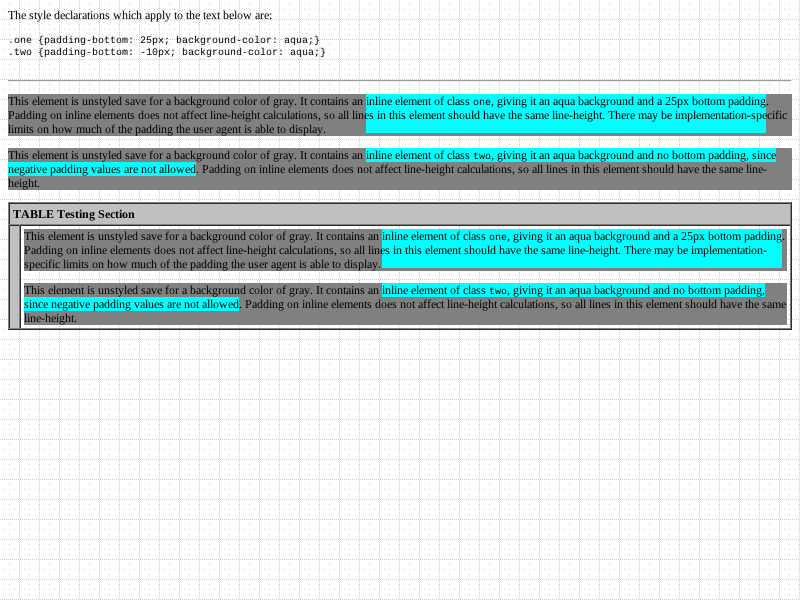 The style declarations which apply to the text below are:
.one {padding-bottom: 25px; background-color: aqua;}
.two {padding-bottom: -10px; background-color: aqua;}
This element is unstyled save for a background color of gray. It contains an inline element of class one, giving it an aqua background and a 25px bottom padding.
Padding on inline elements does not affect line-height calculations, so all lines in this element should have the same line-height. There may be implementation-specific
limits on how much of the padding the user agent is able to display.
This element is unstyled save for a background color of gray. It contains an inline element of class two, giving it an aqua background and no bottom padding, since
negative padding values are not allowed. Padding on inline elements does not affect line-height calculations, so all lines in this element should have the same line-
height.
TABLE Testing Section
This element is unstyled save for a background color of gray. It contains an inline element of class one, giving it an aqua background and a 25px bottom padding.
Padding on inline elements does not affect line-height calculations, so all lines in this element should have the same line-height. There may be implementation-
specific limits on how much of the padding the user agent is able to display.
This element is unstyled save for a background color of gray. It contains an inline element of class two, giving it an aqua background and no bottom padding,
since negative padding values are not allowed. Padding on inline elements does not affect line-height calculations, so all lines in this element should have the same
line-height.